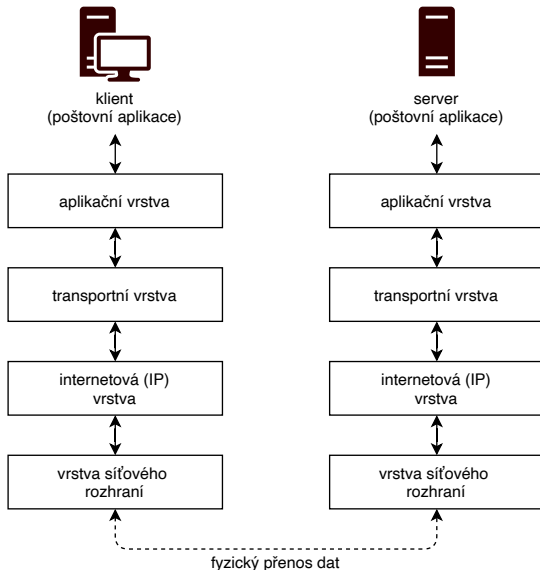 klient
(poštovní aplikace)
server
(poštovní aplikace)
aplikační vrstva
aplikační vrstva
transportní vrstva
transportní vrstva
internetová (IP)
vrstva
internetová (IP)
vrstva
vrstva síťového
rozhraní
vrstva síťového
rozhraní
fyzický přenos dat